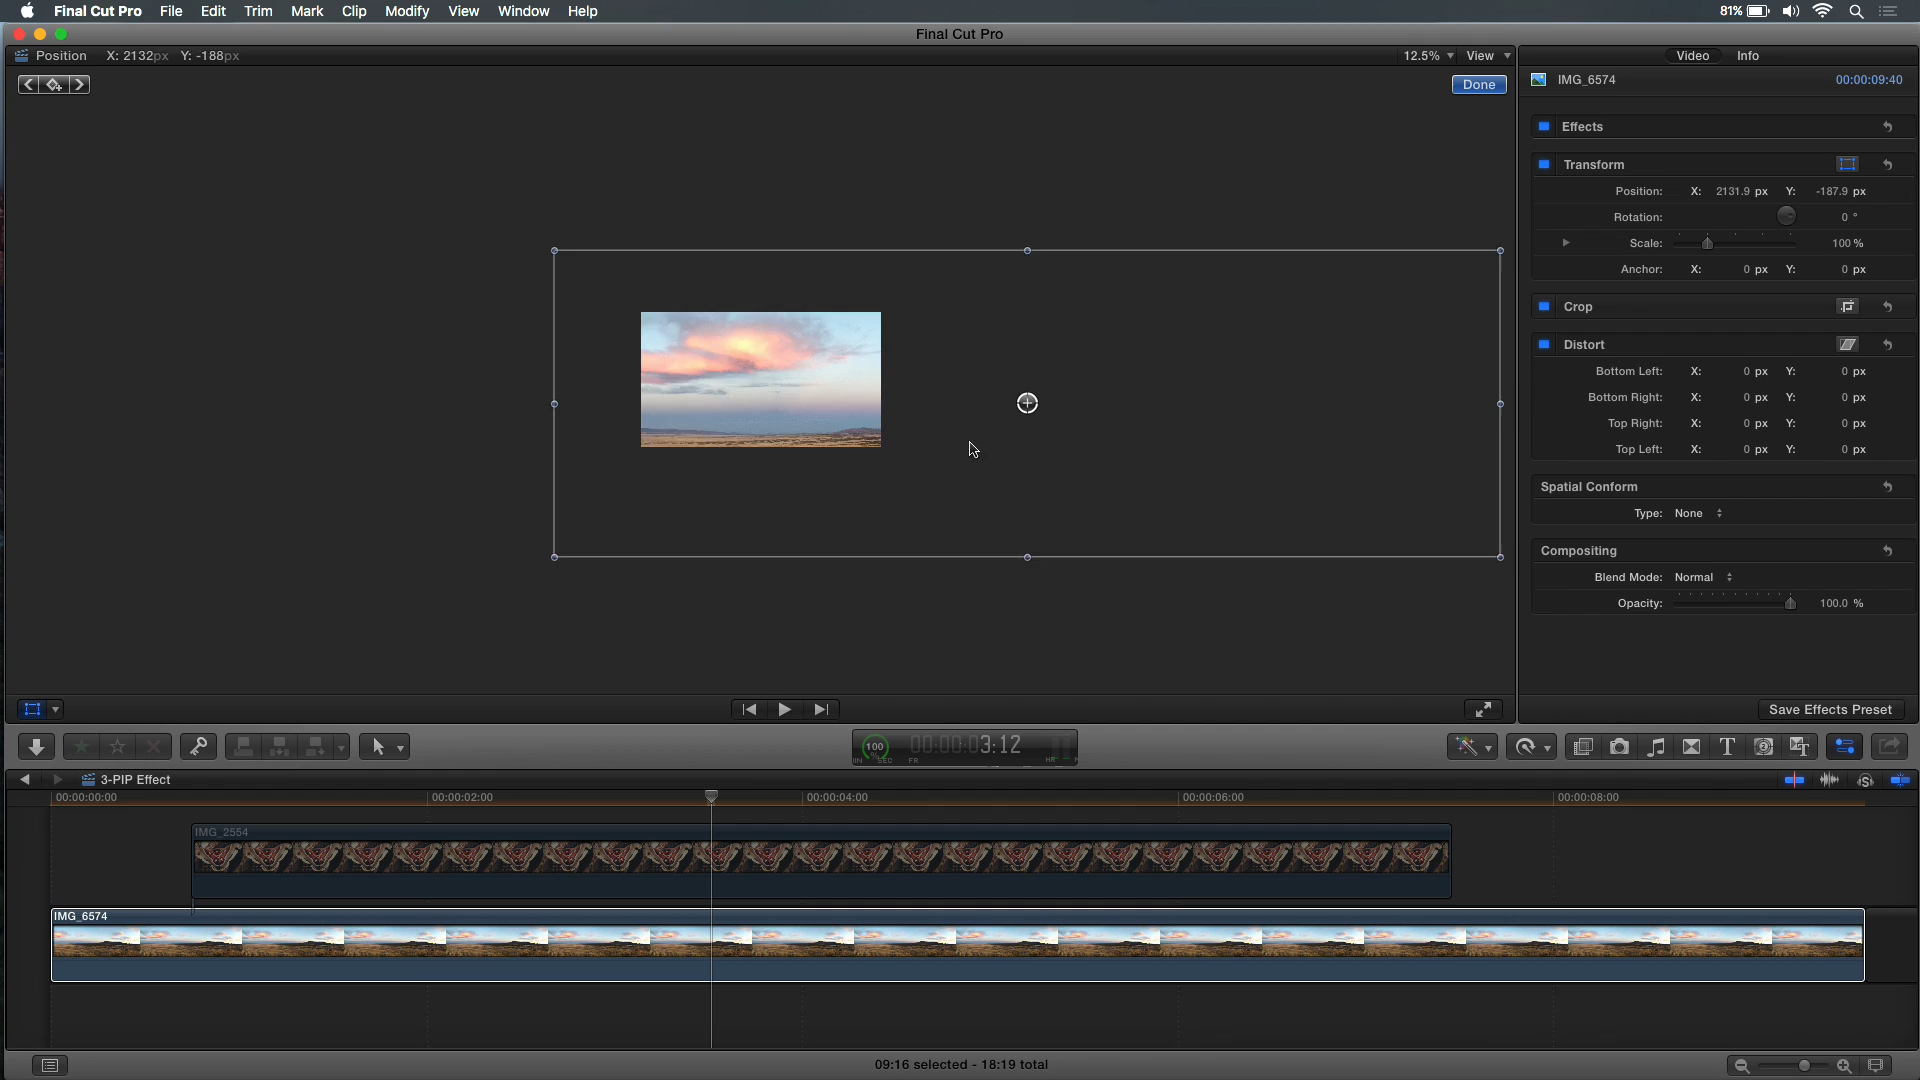 Final Cut Pro File Edit Trim Mark Clip Modify View Window Help 81%
Final Cut Pro
Position X: 2132px Y: -188px 12.5% View Video Info
Done
IMG_6574 00:00:09:40
Effects
Transform
Position: X: 2131.9 px Y: -187.9 px
Rotation: 0 °
Scale: 100 %
Anchor: X: 0 px Y: 0 px
Crop
Distort
Bottom Left: X: 0 px Y: 0 px
Bottom Right: X: 0 px Y: 0 px
Top Right: X: 0 px Y: 0 px
Top Left: X: 0 px Y: 0 px
Spatial Conform
Type: None
Compositing
Blend Mode: Normal
Opacity: 100.0 %
Save Effects Preset
100 00:00:03:12
% SEC FR HR
3-PIP Effect
00:00:00:00 00:00:02:00 00:00:04:00 00:00:06:00 00:00:08:00
IMG_2554
IMG_6574
09:16 selected - 18:19 total